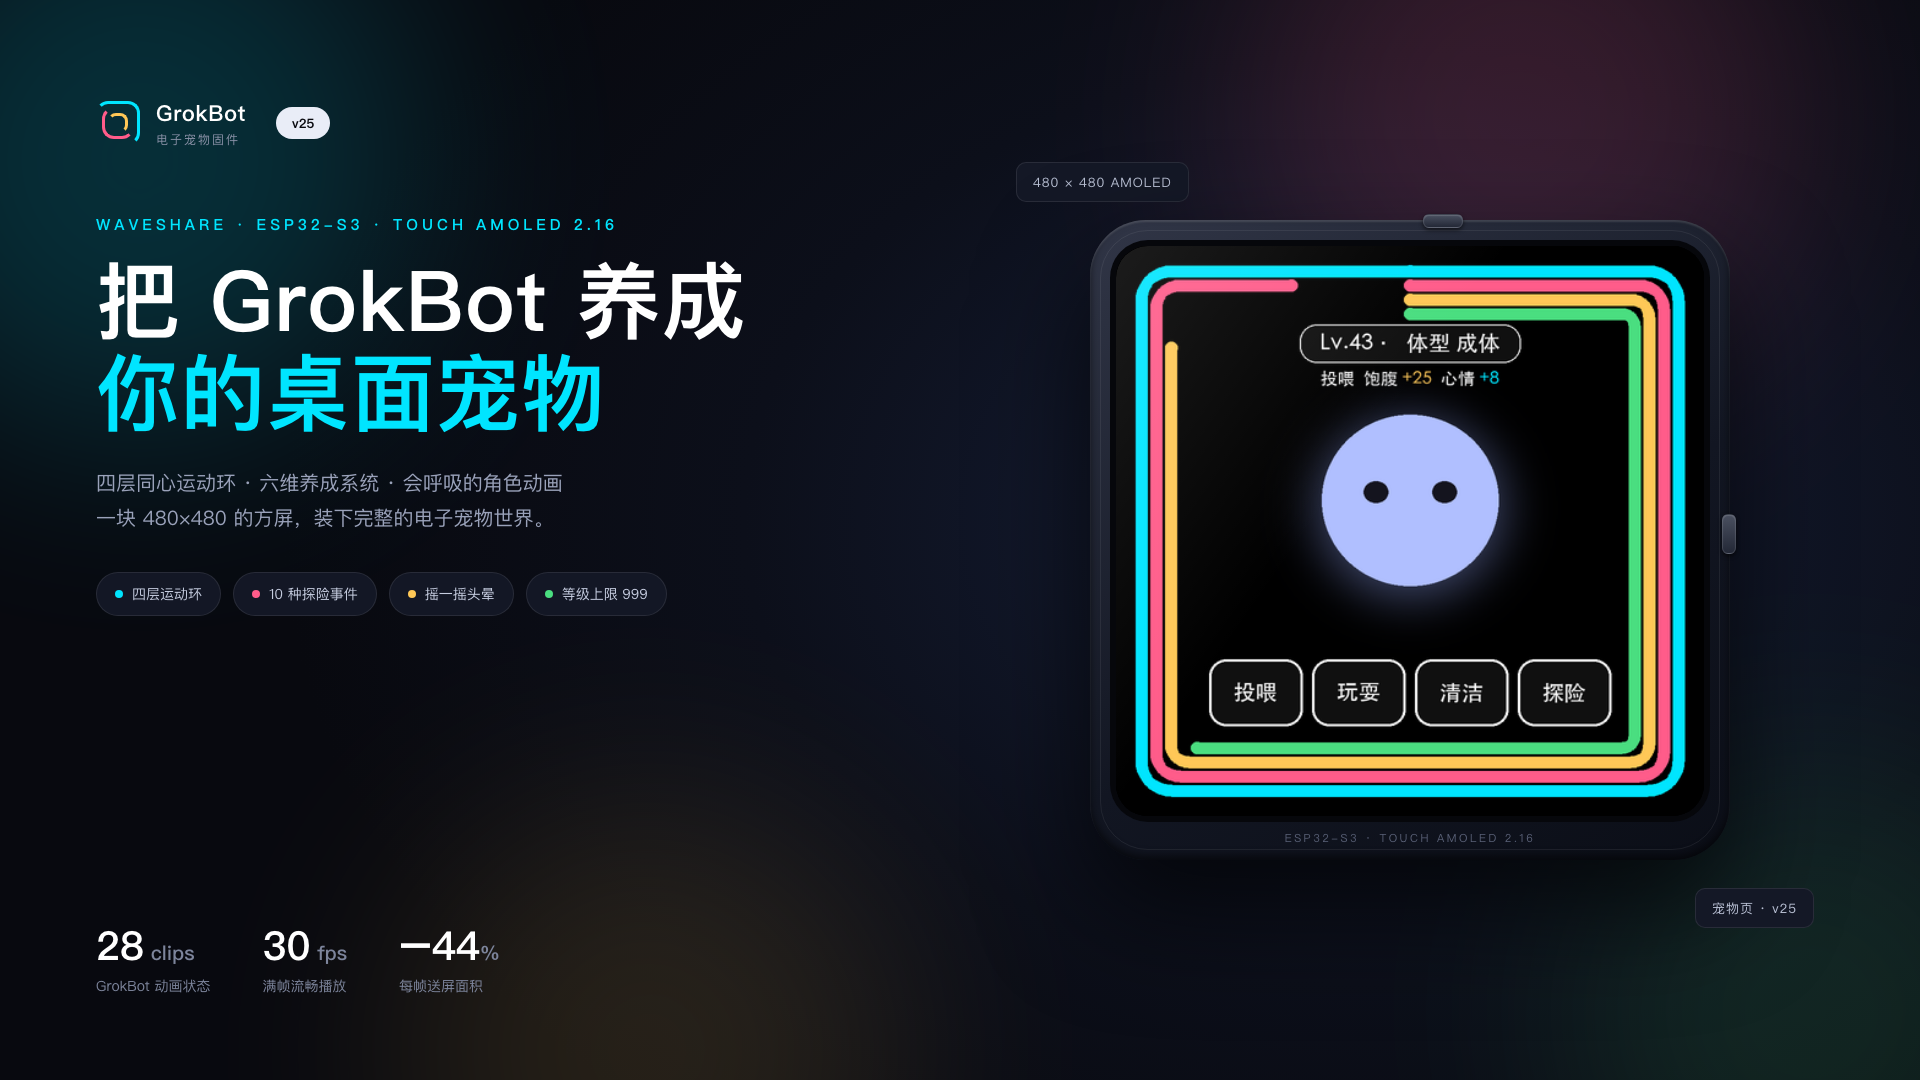 GrokBot
电子宠物固件
v25
WAVESHARE · ESP32-S3 · TOUCH AMOLED 2.16
把 GrokBot 养成
你的桌面宠物
四层同心运动环 · 六维养成系统 · 会呼吸的角色动画
一块 480×480 的方屏，装下完整的电子宠物世界。
四层运动环
10 种探险事件
摇一摇头晕
等级上限 999
28 clips
GrokBot 动画状态
30 fps
满帧流畅播放
−44%
每帧送屏面积
480 × 480 AMOLED
Lv.43 · 体型 成体
投喂 饱腹 +25 心情 +8
投喂
玩耍
清洁
探险
ESP32-S3 · TOUCH AMOLED 2.16
宠物页 · v25